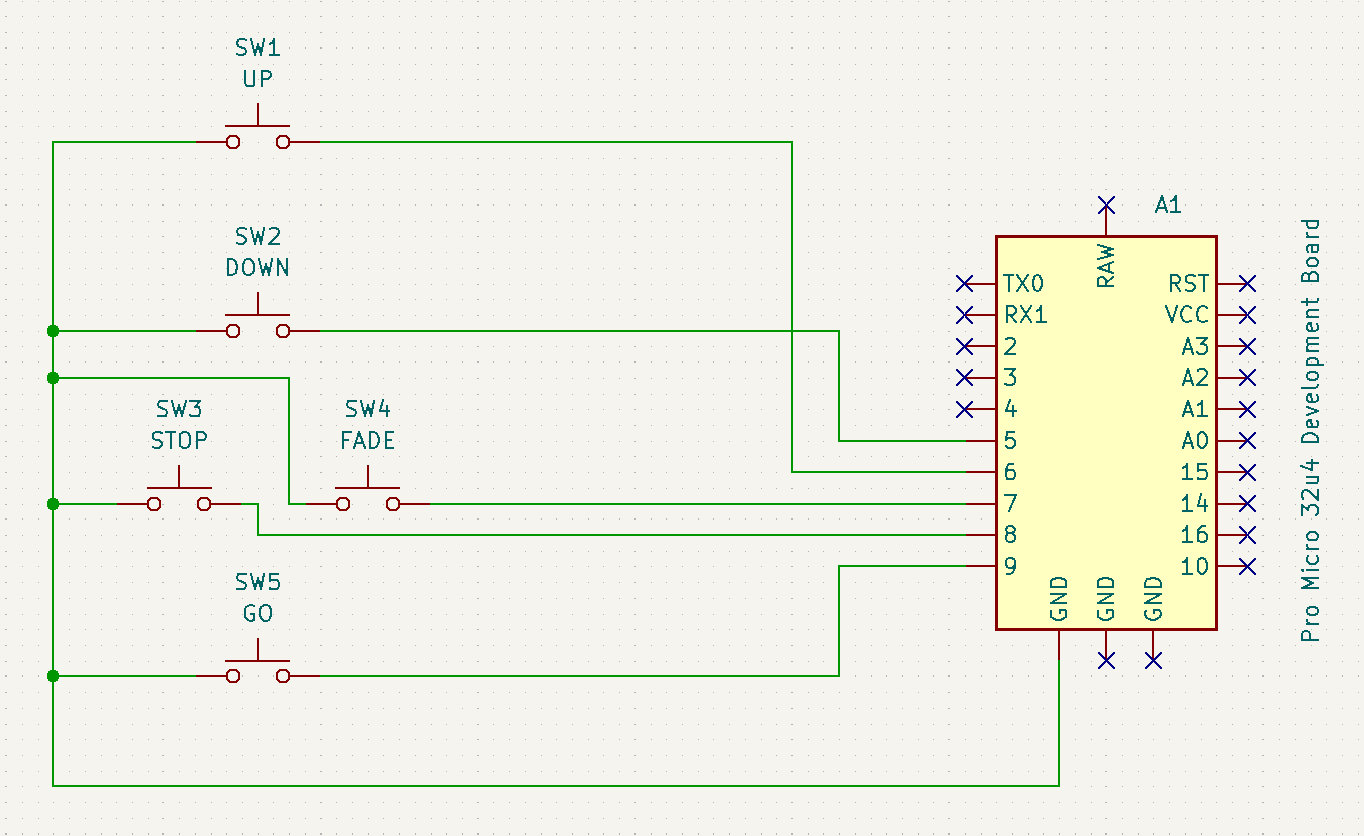 SW1
UP
SW2
DOWN
SW3
STOP
SW4
FADE
SW5
GO
A1
RAW
TX0
RX1
2
3
4
5
6
7
8
9
RST
VCC
A3
A2
A1
A0
15
14
16
10
GND
GND
GND
Pro Micro 32u4 Development Board